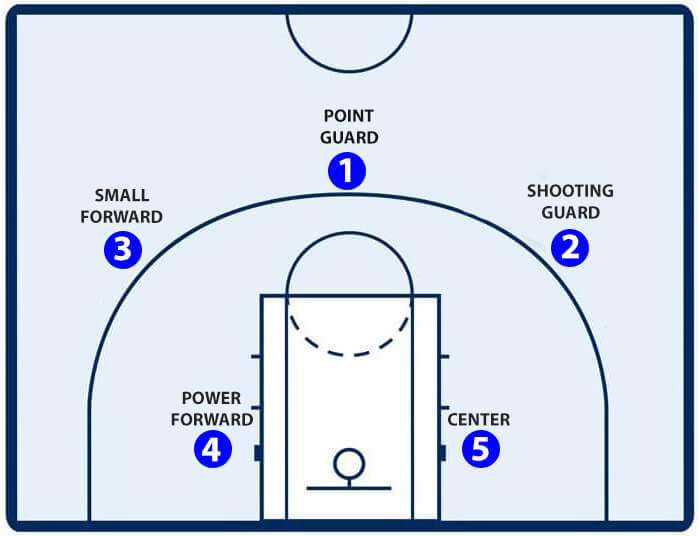 POINT
GUARD
1
SMALL
FORWARD
3
SHOOTING
GUARD
2
POWER
FORWARD
4
CENTER
5